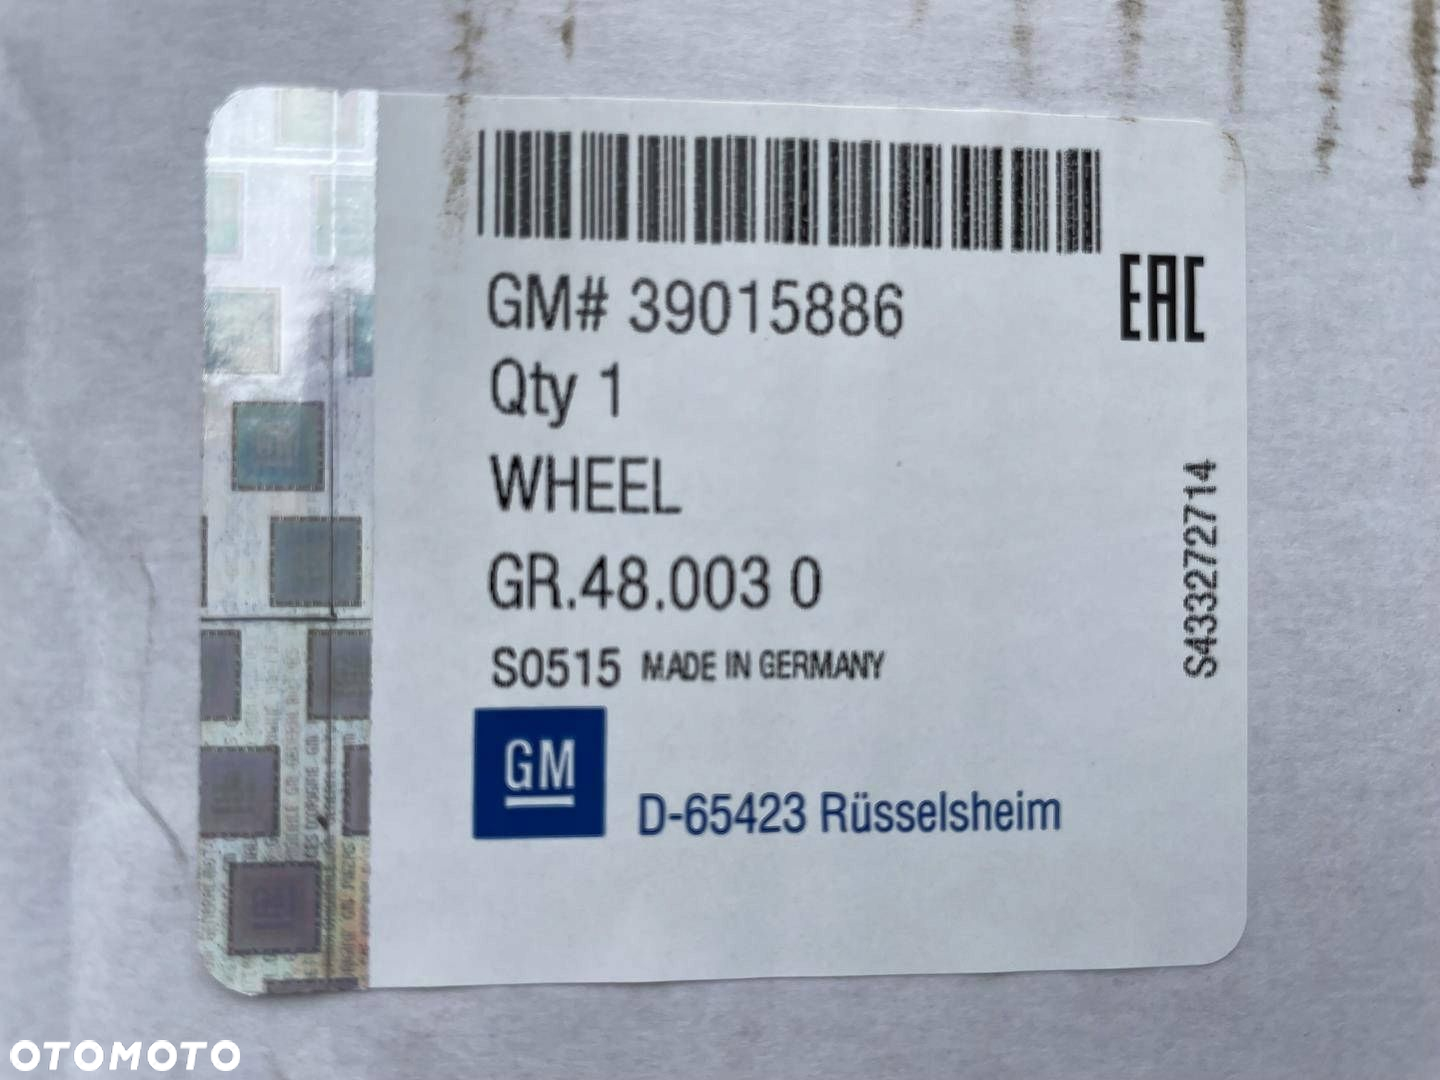 GM# 39015886
EAC
Qty 1
WHEEL
GR.48.003 0
S0515 MADE IN GERMANY
S433272714
GM
D-65423 Rüsselsheim
OTOMOTO